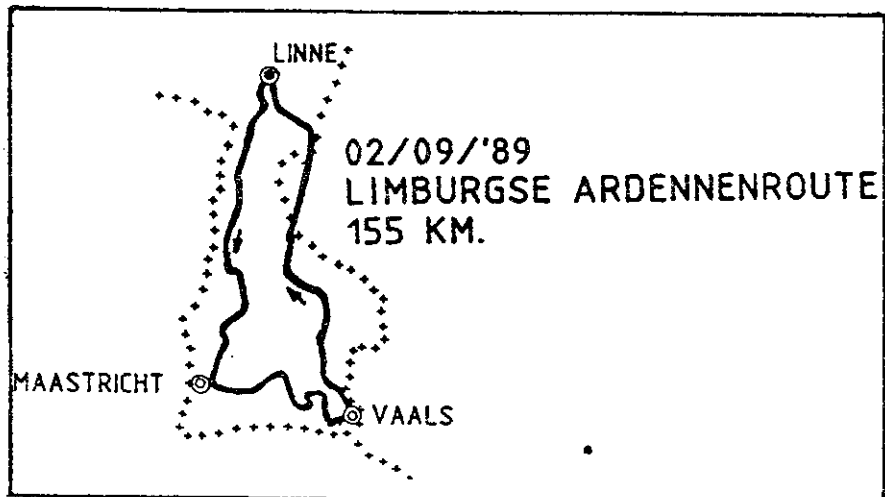 LINNE
02/09/'89
LIMBURGSE ARDENNENROUTE
155 KM.
MAASTRICHT
VAALS